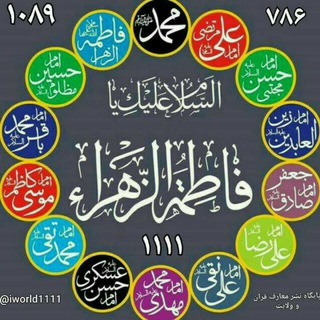 ۱۰۸۹
۷۸۶
محمد
امام علی مرتضی
امام حسن مجتبی
امام زین العابدین
جعفر امام صادق
امام علی رضا
امام علی نقی
امام محمد مهدی
امام حسن عسکری
امام محمد تقی
امام موسی کاظم
امام محمد باقر
امام حسین مظلوم
فاطمه الزهرا
السلام علیک یا
فاطمة الزهراء
۱۱۱۱
@iworld1111
پایگاه نشر معارف قرآن
و ولایت